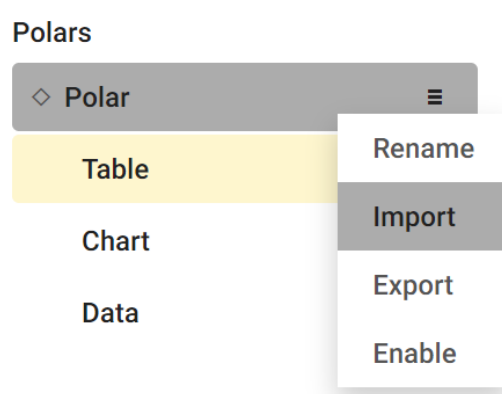 Polars
Polar
Table
Chart
Data
Rename
Import
Export
Enable